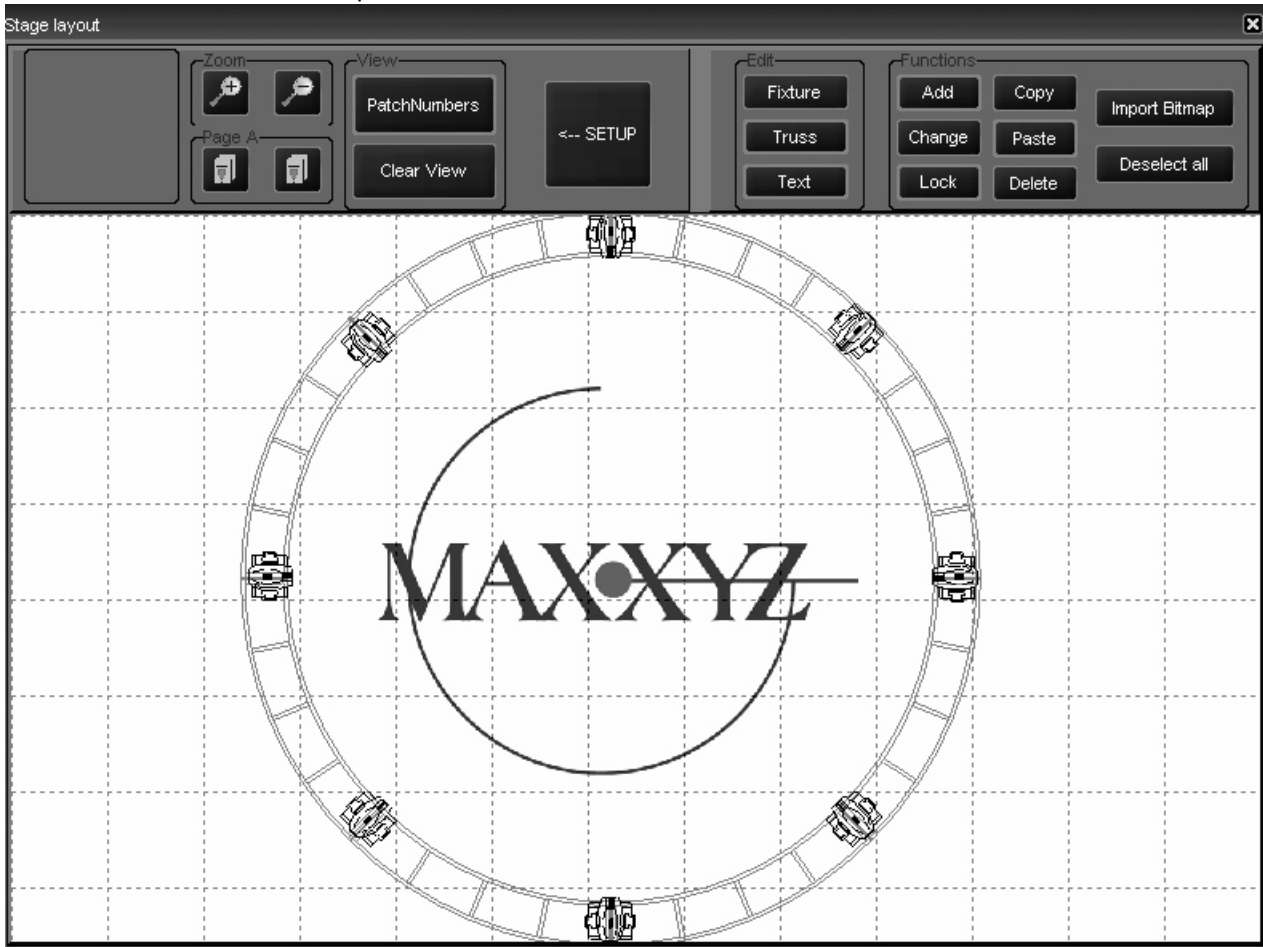 Stage layout
Zoom
View
Edit
Functions
PatchNumbers
Fixture
Add
Copy
Import Bitmap
<-- SETUP
Page A
Truss
Change
Paste
Clear View
Deselect all
Text
Lock
Delete
MAXXYZ